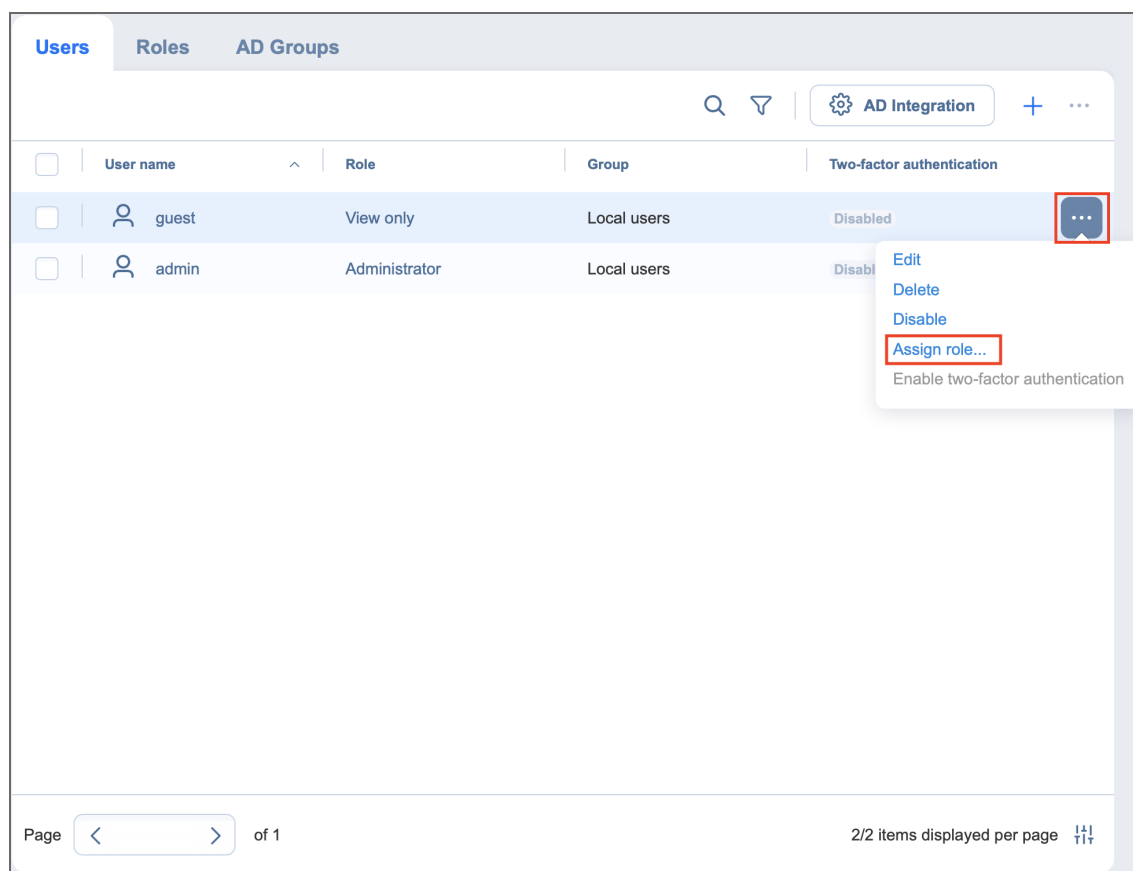 Users Roles AD Groups
AD Integration
User name Role Group Two-factor authentication
guest View only Local users Disabled
admin Administrator Local users Disabl
Edit
Delete
Disable
Assign role...
Enable two-factor authentication
Page of 1 2/2 items displayed per page